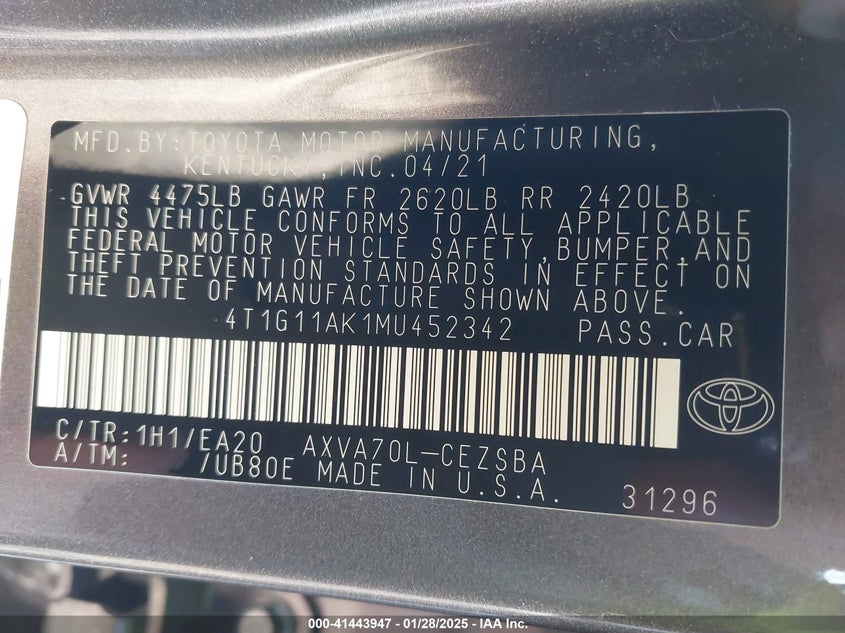 MFD.BY:TOYOTA MOTOR MANUFACTURING,
KENTUCKY,INC.04/21
GVWR 4475LB GAWR FR 2620LB RR 2420LB
THIS VEHICLE CONFORMS TO ALL APPLICABLE
FEDERAL MOTOR VEHICLE SAFETY,BUMPER,AND
THEFT PREVENTION STANDARDS IN EFFECT ON
THE DATE OF MANUFACTURE SHOWN ABOVE.
4T1G11AK1MU452342 PASS.CAR
C/TR:1H1/EA20 AXVA70L-CEZSBA
A/TM: /UB80E MADE IN U.S.A.
31296
000-41443947 | 01/28/2025 - IAA Inc.